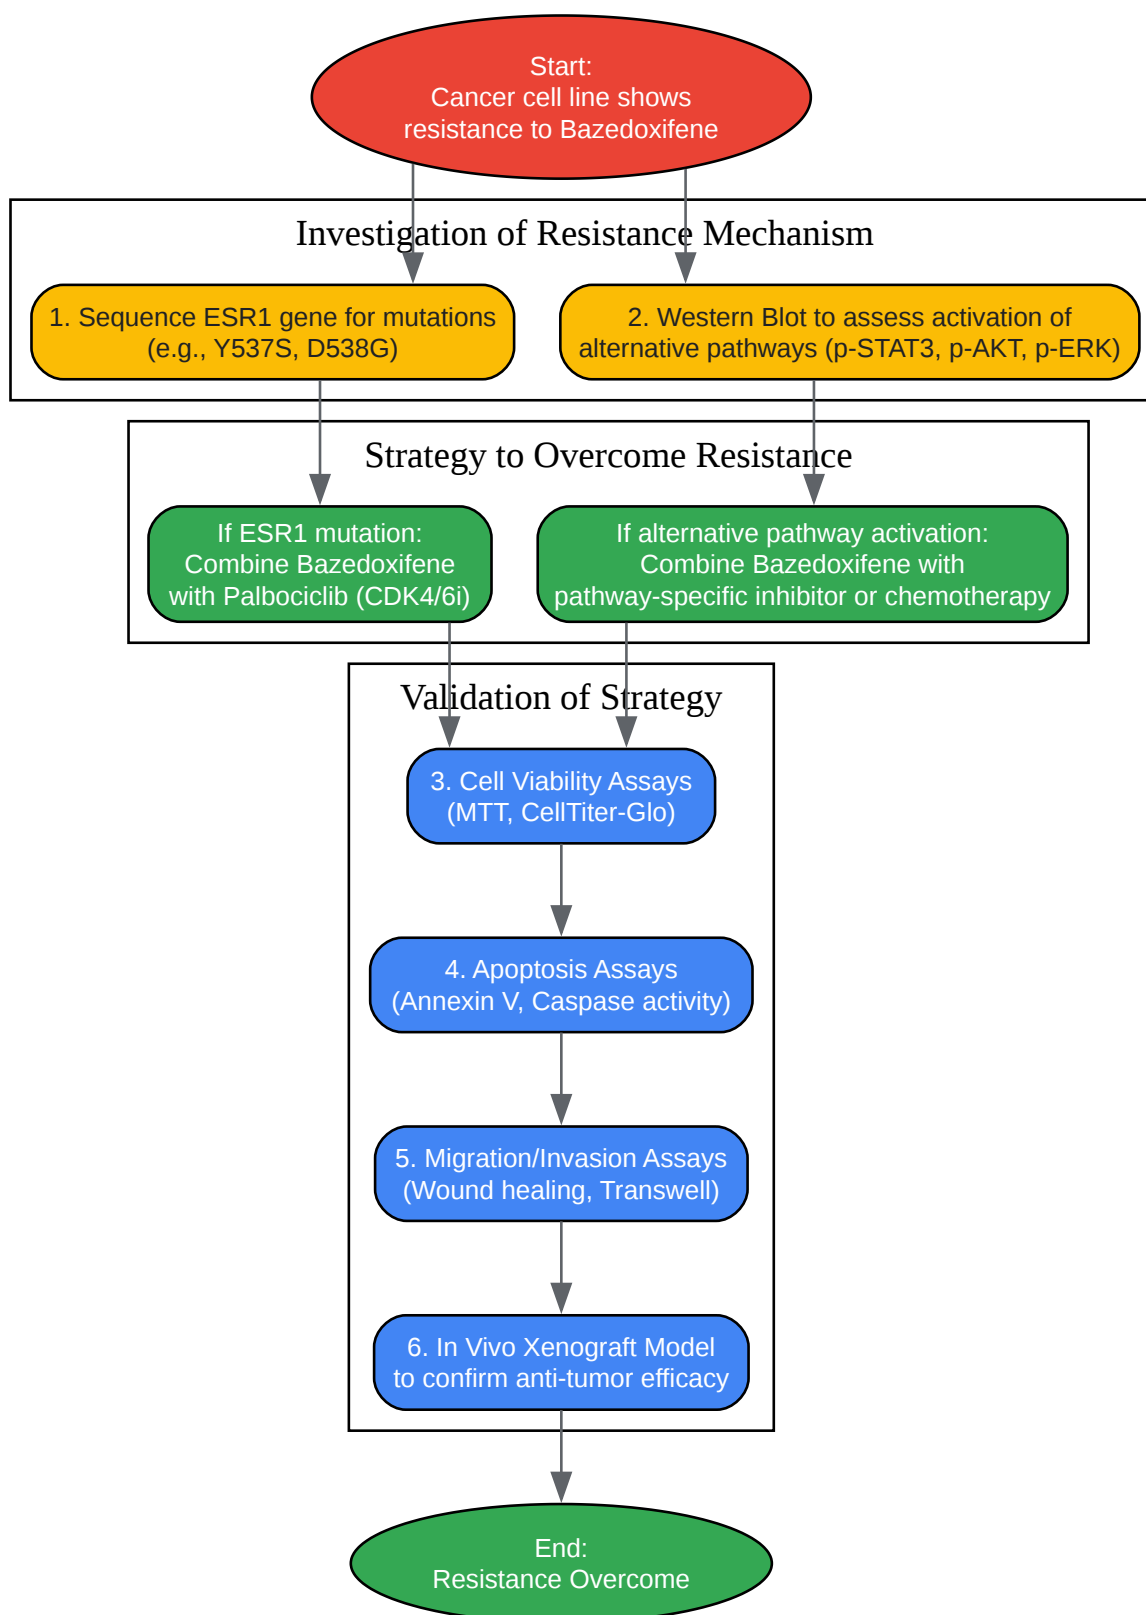 Start:
Cancer cell line shows
resistance to Bazedoxifene
Investigation of Resistance Mechanism
1. Sequence ESR1 gene for mutations
(e.g., Y537S, D538G)
2. Western Blot to assess activation of
alternative pathways (p-STAT3, p-AKT, p-ERK)
Strategy to Overcome Resistance
If ESR1 mutation:
Combine Bazedoxifene
with Palbociclib (CDK4/6i)
If alternative pathway activation:
Combine Bazedoxifene with
pathway-specific inhibitor or chemotherapy
Validation of Strategy
3. Cell Viability Assays
(MTT, CellTiter-Glo)
4. Apoptosis Assays
(Annexin V, Caspase activity)
5. Migration/Invasion Assays
(Wound healing, Transwell)
6. In Vivo Xenograft Model
to confirm anti-tumor efficacy
End:
Resistance Overcome